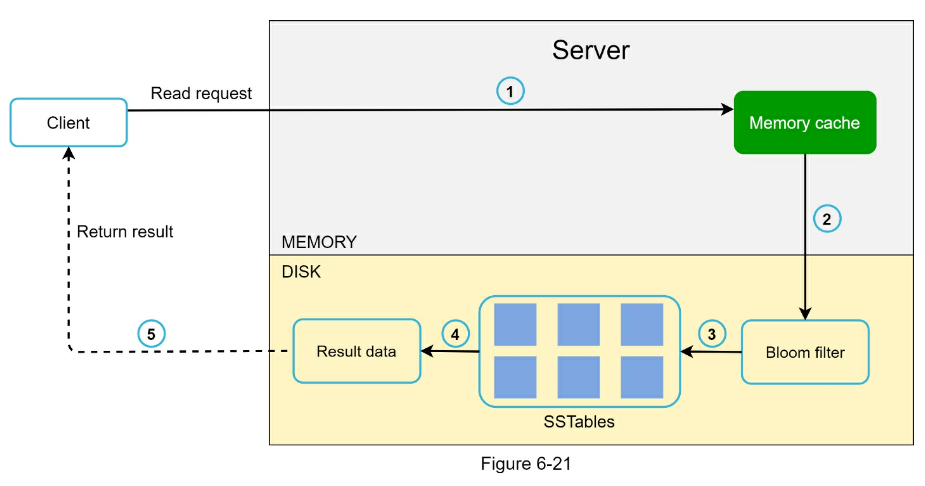 Server
Read request
1
Client
Memory cache
2
Return result
MEMORY
DISK
5
Result data
4
3
Bloom filter
SSTables
Figure 6-21